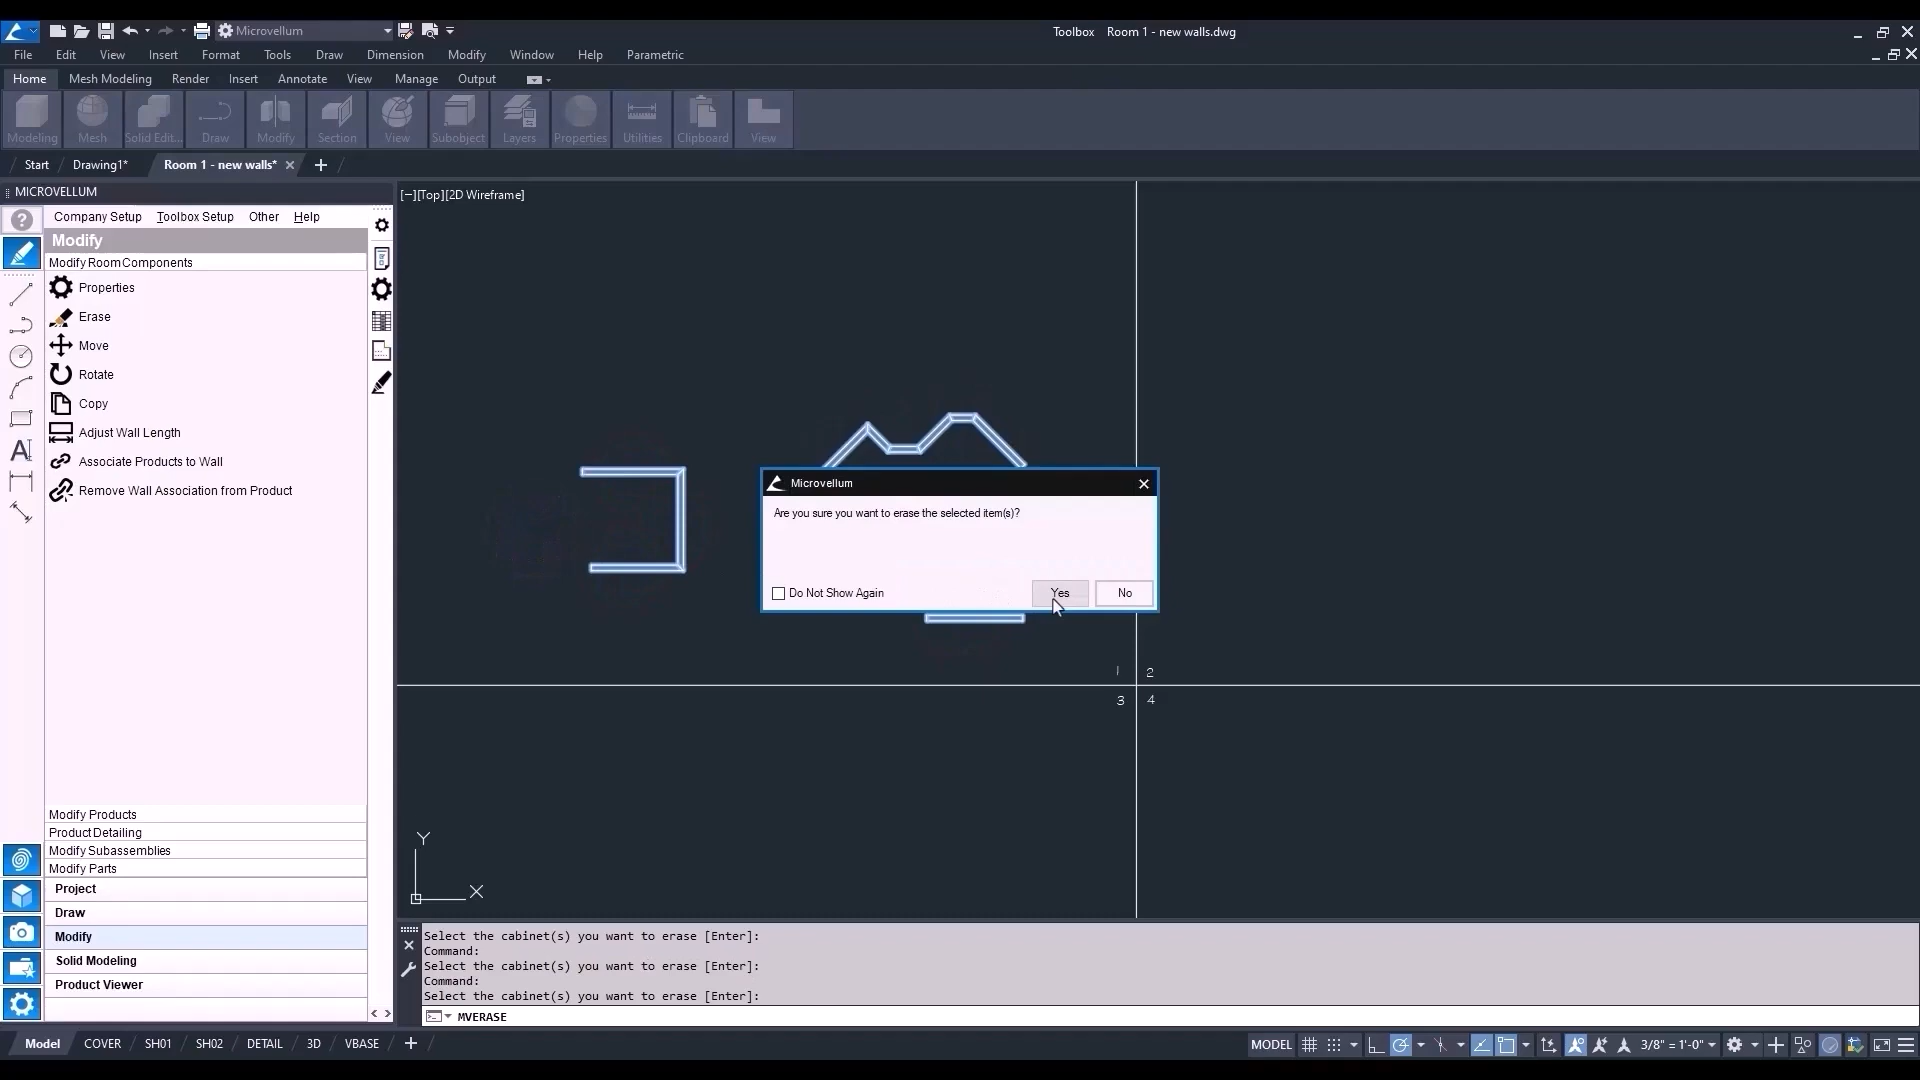 Microvellum
Toolbox Room 1 - new walls.dwg
File Edit View Insert Format Tools Draw Dimension Modify Window Help Parametric
Home Mesh Modeling Render Insert Annotate View Manage Output
Modeling Mesh Solid Edit... Draw Modify Section View Subobject Layers Properties Utilities Clipboard View
Start Drawing1* Room 1 - new walls*
MICROVELLUM
[−][Top][2D Wireframe]
Company Setup Toolbox Setup Other Help
Modify
Modify Room Components
Properties
Erase
Move
Rotate
Copy
Adjust Wall Length
Associate Products to Wall
Remove Wall Association from Product
Microvellum
Are you sure you want to erase the selected item(s)?
Do Not Show Again Yes No
1 2
3 4
Y
X
Modify Products
Product Detailing
Modify Subassemblies
Modify Parts
Project
Draw
Modify
Solid Modeling
Product Viewer
Select the cabinet(s) you want to erase [Enter]:
Command:
Select the cabinet(s) you want to erase [Enter]:
Command:
Select the cabinet(s) you want to erase [Enter]:
MVERASE
Model COVER SH01 SH02 DETAIL 3D VBASE
MODEL 3/8" = 1'-0"